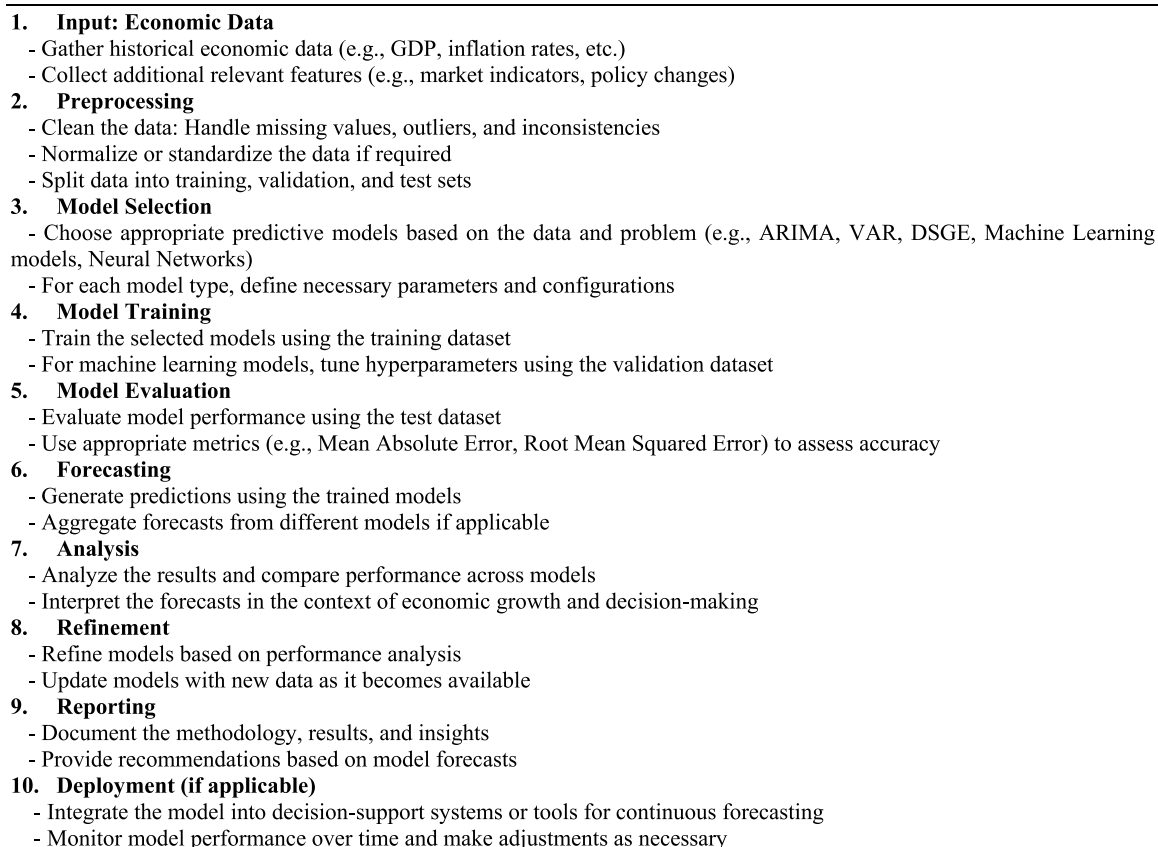 1. Input: Economic Data
- Gather historical economic data (e.g., GDP, inflation rates, etc.)
- Collect additional relevant features (e.g., market indicators, policy changes)
2. Preprocessing
- Clean the data: Handle missing values, outliers, and inconsistencies
- Normalize or standardize the data if required
- Split data into training, validation, and test sets
3. Model Selection
- Choose appropriate predictive models based on the data and problem (e.g., ARIMA, VAR, DSGE, Machine Learning
models, Neural Networks)
- For each model type, define necessary parameters and configurations
4. Model Training
- Train the selected models using the training dataset
- For machine learning models, tune hyperparameters using the validation dataset
5. Model Evaluation
- Evaluate model performance using the test dataset
- Use appropriate metrics (e.g., Mean Absolute Error, Root Mean Squared Error) to assess accuracy
6. Forecasting
- Generate predictions using the trained models
- Aggregate forecasts from different models if applicable
7. Analysis
- Analyze the results and compare performance across models
- Interpret the forecasts in the context of economic growth and decision-making
8. Refinement
- Refine models based on performance analysis
- Update models with new data as it becomes available
9. Reporting
- Document the methodology, results, and insights
- Provide recommendations based on model forecasts
10. Deployment (if applicable)
- Integrate the model into decision-support systems or tools for continuous forecasting
- Monitor model performance over time and make adjustments as necessary